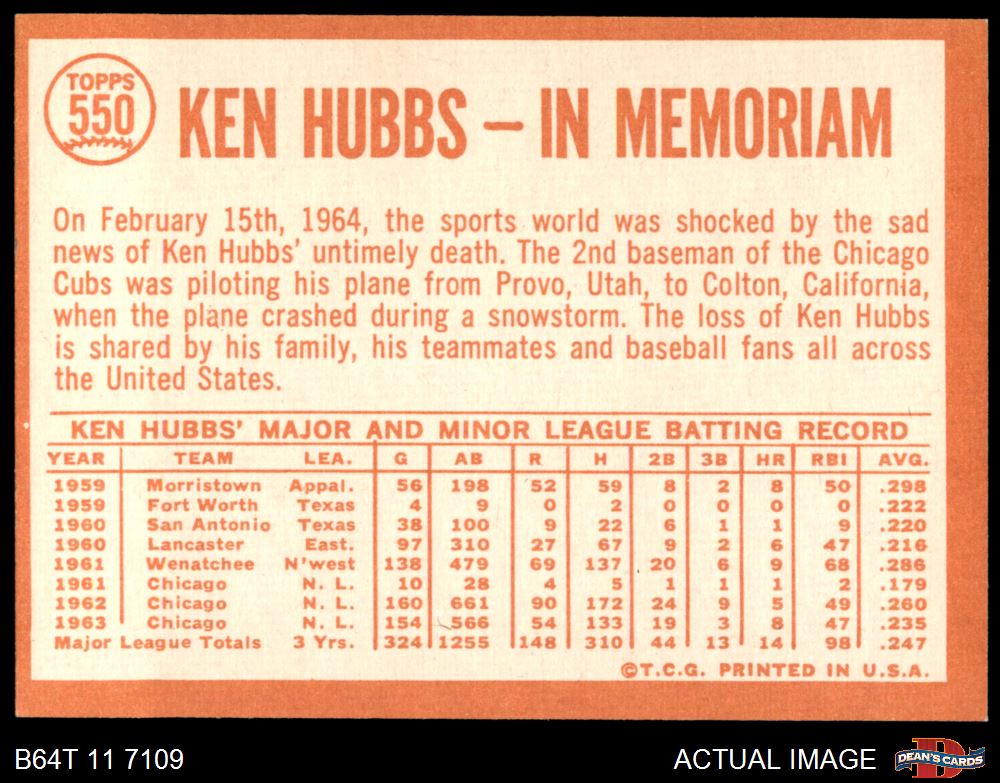 TOPPS
550
KEN HUBBS – IN MEMORIAM
On February 15th, 1964, the sports world was shocked by the sad
news of Ken Hubbs' untimely death. The 2nd baseman of the Chicago
Cubs was piloting his plane from Provo, Utah, to Colton, California,
when the plane crashed during a snowstorm. The loss of Ken Hubbs
is shared by his family, his teammates and baseball fans all across
the United States.
KEN HUBBS' MAJOR AND MINOR LEAGUE BATTING RECORD
YEAR TEAM LEA. G AB R H 2B 3B HR RBI AVG.
1959 Morristown Appal. 56 198 52 59 8 2 8 50 .298
1959 Fort Worth Texas 4 9 0 2 0 0 0 0 .222
1960 San Antonio Texas 38 100 9 22 6 1 1 9 .220
1960 Lancaster East. 97 310 27 67 9 2 6 47 .216
1961 Wenatchee N'west 138 479 69 137 20 6 9 68 .286
1961 Chicago N. L. 10 28 4 5 1 1 1 2 .179
1962 Chicago N. L. 160 661 90 172 24 9 5 49 .260
1963 Chicago N. L. 154 566 54 133 19 3 8 47 .235
Major League Totals 3 Yrs. 324 1255 148 310 44 13 14 98 .247
©T.C.G. PRINTED IN U.S.A.
B64T 11 7109
ACTUAL IMAGE
D
DEAN'S CARDS